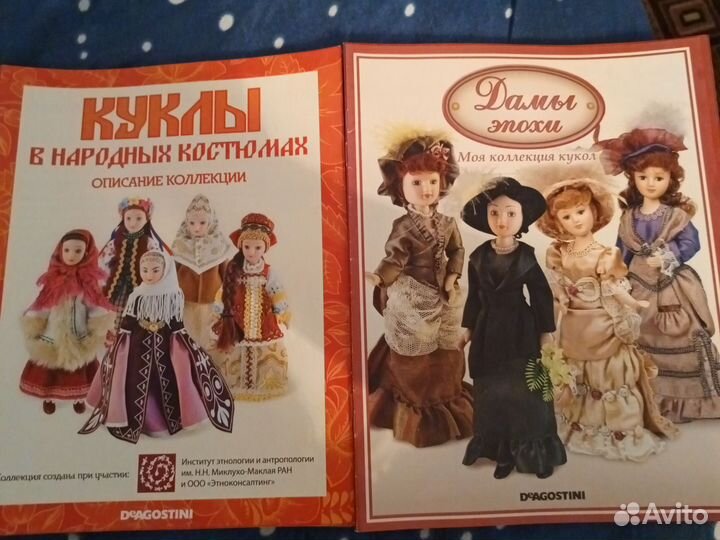 КУКЛЫ
В НАРОДНЫХ КОСТЮМАХ
ОПИСАНИЕ КОЛЛЕКЦИИ
Коллекция создана при участии:
Институт этнологии и антропологии
им. Н.Н. Миклухо-Маклая РАН
и ООО «Этноконсалтинг»
DeAGOSTINI
Дамы
эпохи
Моя коллекция кукол
DeAGOSTINI
Avito